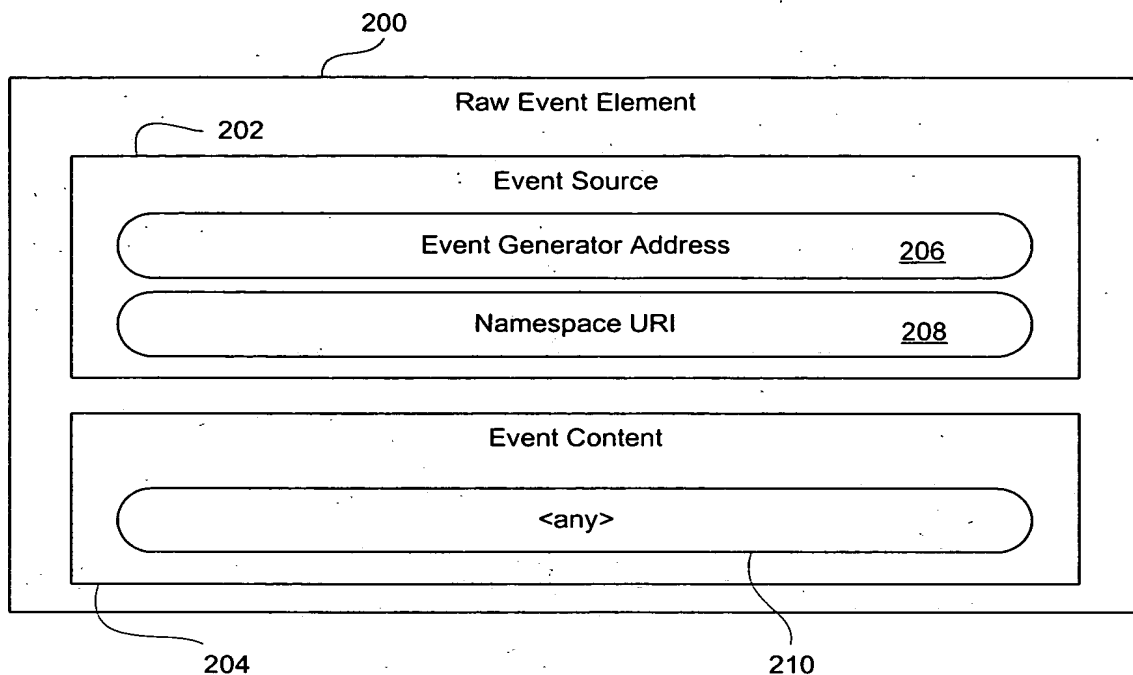 200
Raw Event Element
202
Event Source
Event Generator Address 206
Namespace URI 208
Event Content
<any>
204
210